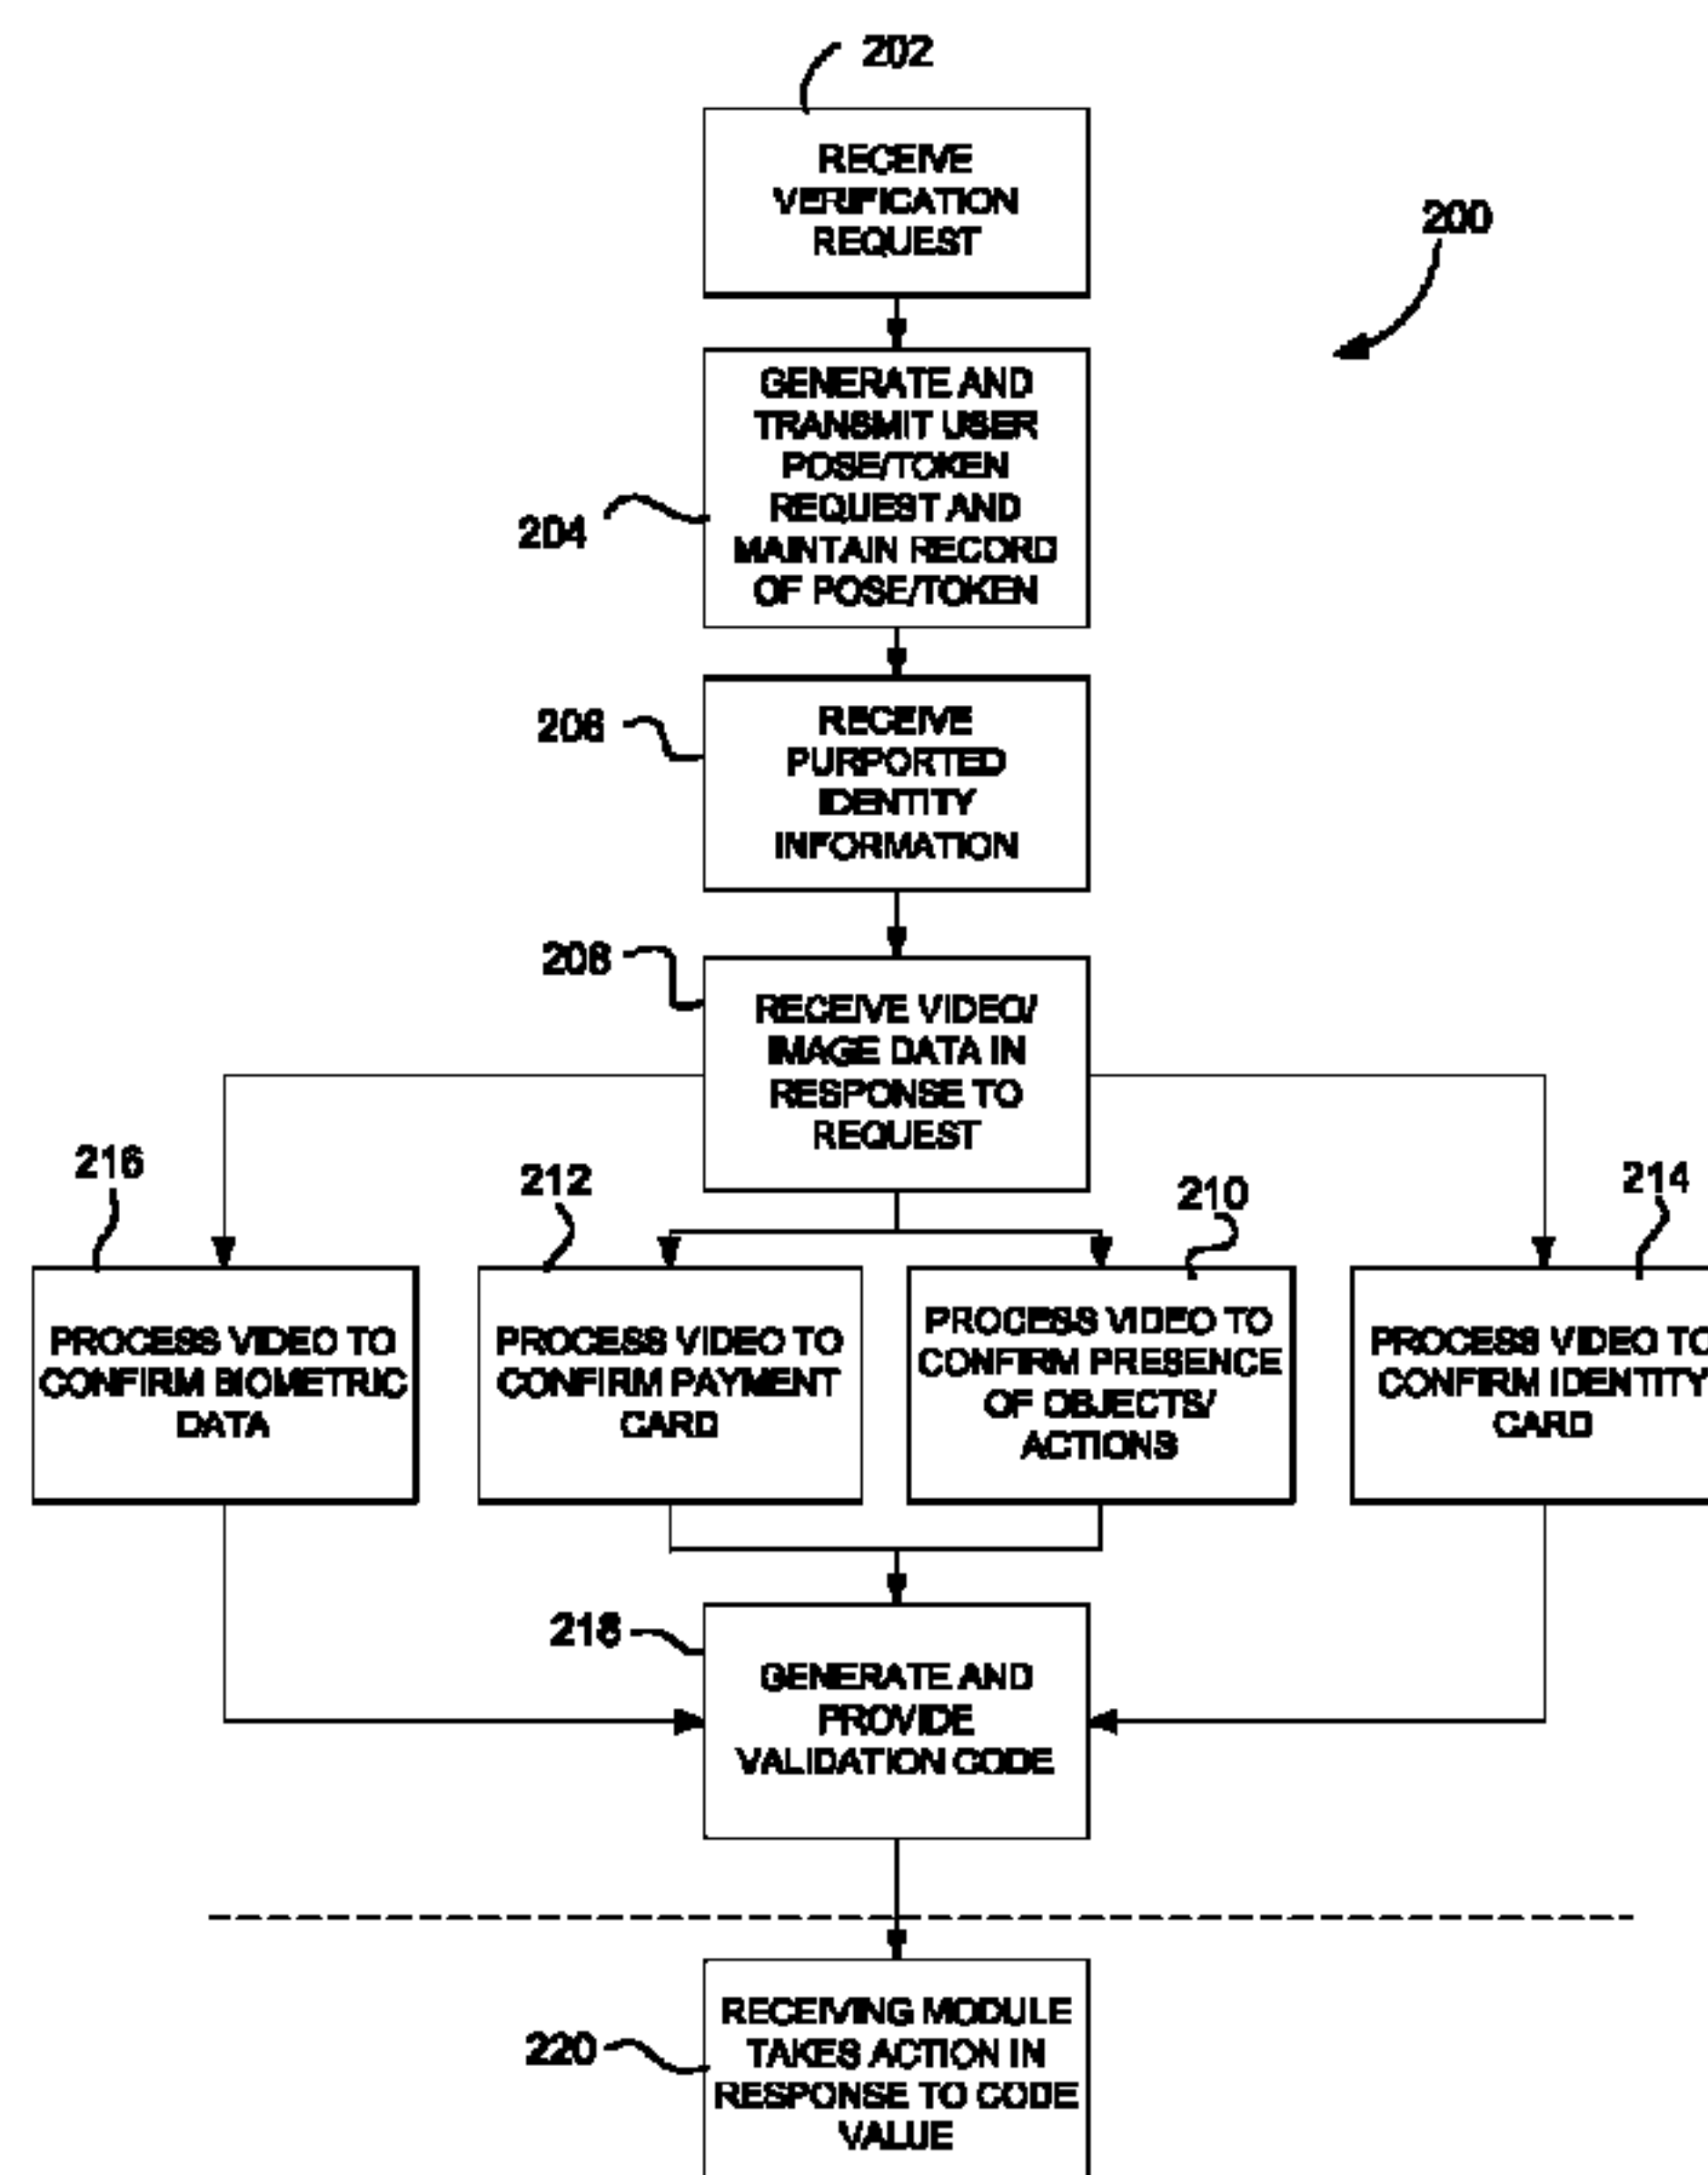 202
RECEIVE
VERIFICATION
REQUEST
200
GENERATE AND
TRANSMIT USER
POSE/TOKEN
REQUEST AND
MAINTAIN RECORD
OF POSE/TOKEN
204
206
RECEIVE
PURPORTED
IDENTITY
INFORMATION
208
RECEIVE VIDEO/
IMAGE DATA IN
RESPONSE TO
REQUEST
216
212
210
214
PROCESS VIDEO TO
CONFIRM BIOMETRIC
DATA
PROCESS VIDEO TO
CONFIRM PAYMENT
CARD
PROCESS VIDEO TO
CONFIRM PRESENCE
OF OBJECTS/
ACTIONS
PROCESS VIDEO TO
CONFIRM IDENTITY
CARD
218
GENERATE AND
PROVIDE
VALIDATION CODE
220
RECEIVING MODULE
TAKES ACTION IN
RESPONSE TO CODE
VALUE